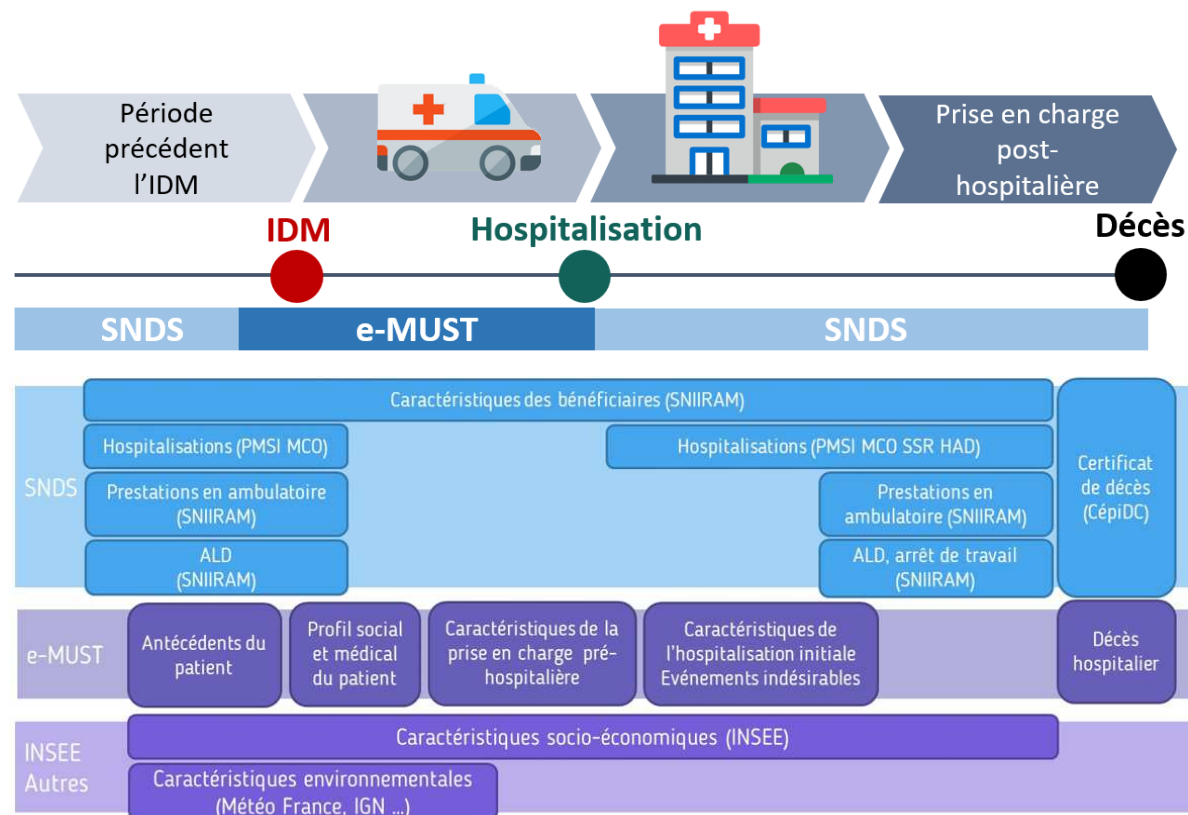 Période
précédent
l’IDM
Prise en charge
post-
hospitalière
IDM
Hospitalisation
Décès
SNDS
e-MUST
SNDS
SNDS
Caractéristiques des bénéficiaires (SNIIRAM)
Hospitalisations (PMSI MCO)
Hospitalisations (PMSI MCO SSR HAD)
Prestations en ambulatoire
(SNIIRAM)
Prestations en
ambulatoire (SNIIRAM)
ALD
(SNIIRAM)
ALD, arrêt de travail
(SNIIRAM)
Certificat
de décès
(CépiDC)
e-MUST
Antécédents du
patient
Profil social
et médical
du patient
Caractéristiques de la
prise en charge pré-
hospitalière
Caractéristiques de
l’hospitalisation initiale
Evénements indésirables
Décès
hospitalier
INSEE
Autres
Caractéristiques socio-économiques (INSEE)
Caractéristiques environnementales
(Météo France, IGN ...)